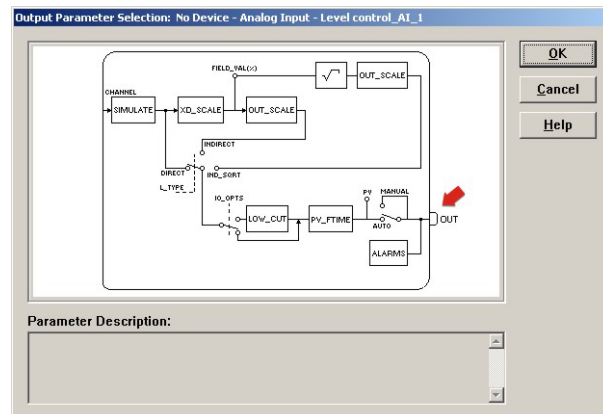 Output Parameter Selection: No Device - Analog Input - Level control_AI_1
OK
Cancel
Help
FIELD_VAL(%)
√
OUT_SCALE
CHANNEL
SIMULATE
XD_SCALE
OUT_SCALE
INDIRECT
DIRECT
IND_SQRT
L_TYPE
IO_OPTS
LOW_CUT
PV_FTIME
PV
MANUAL
AUTO
OUT
ALARMS
Parameter Description: